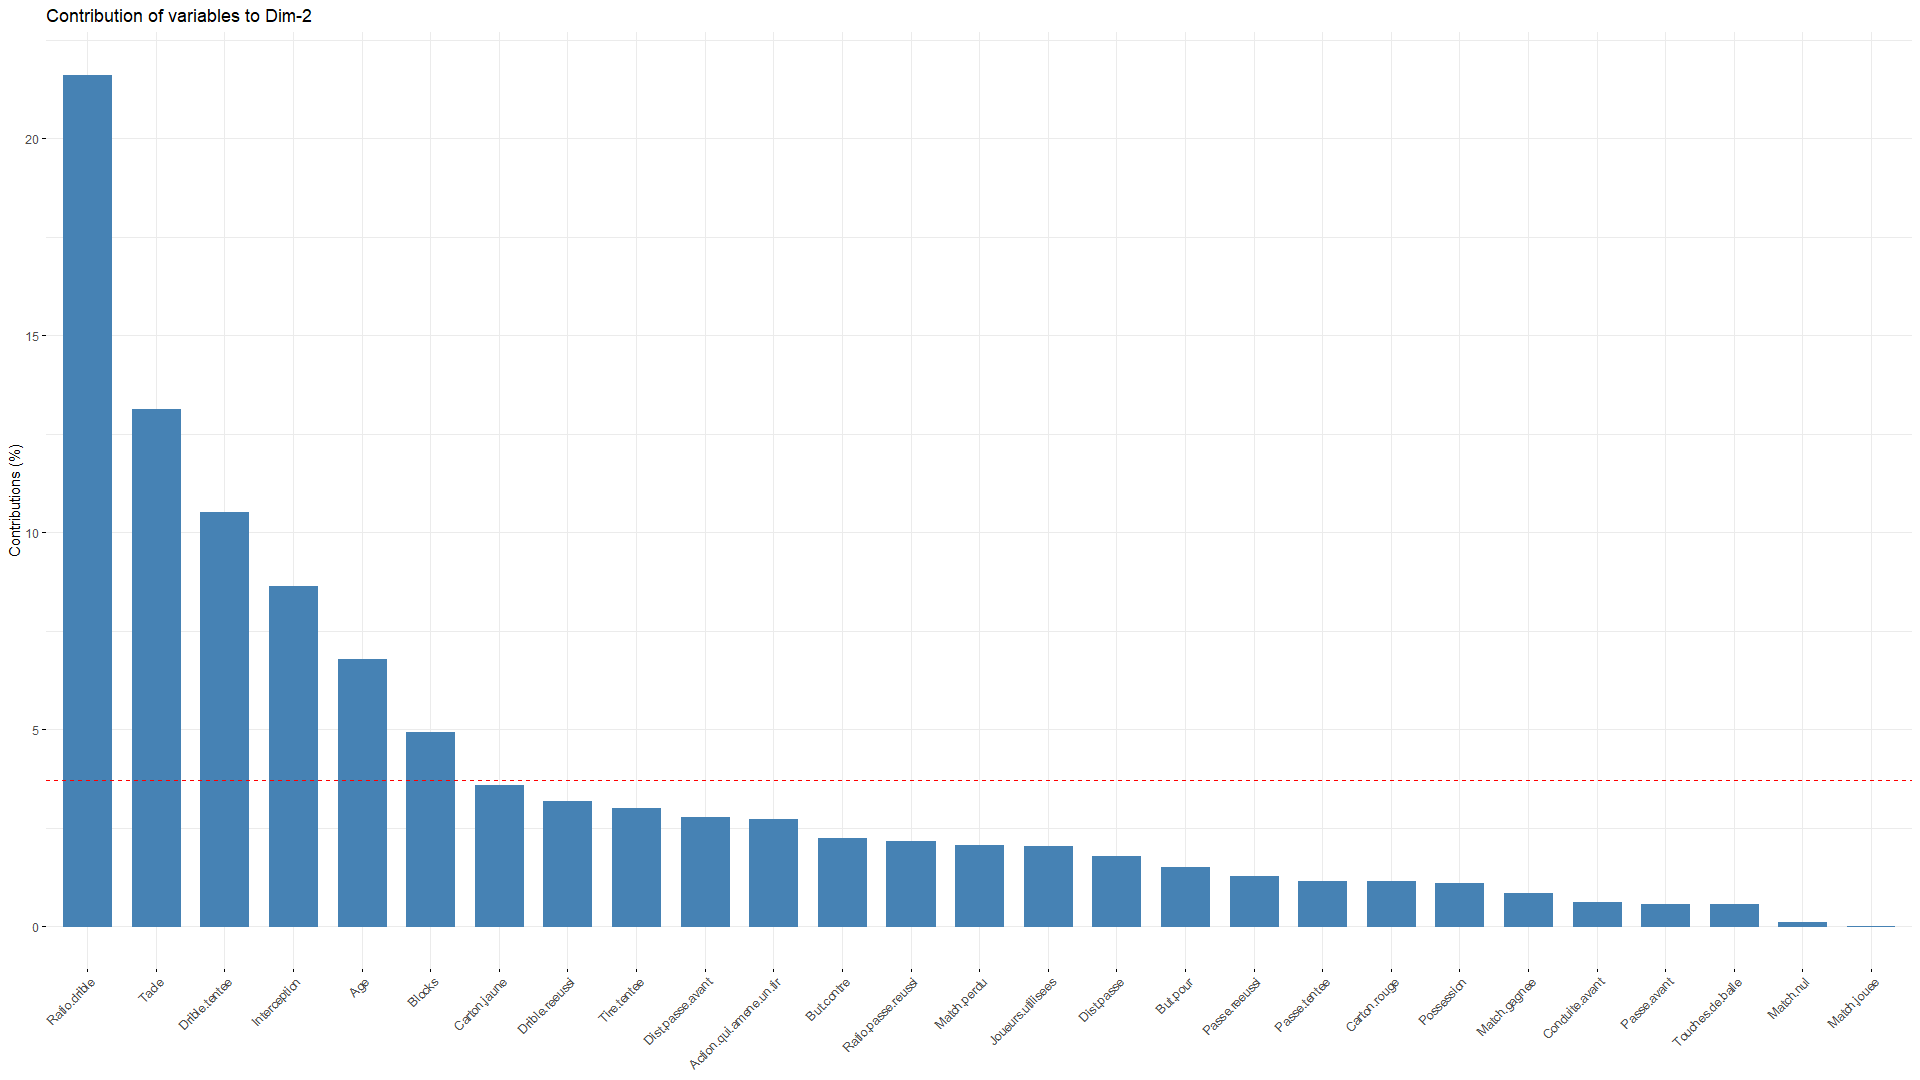 Contribution of variables to Dim-2
Contributions (%)
20
15
10
5
0
Ratio.drible
Tacle
Drible.tentee
Interception
Age
Blocks
Carton.jaune
Drible.reeussi
Tire.tentee
Dist.passe.avant
Action.qui.amene.un.tir
But.contre
Ratio.passe.reussi
Match.perdu
Joueurs.utilisees
Dist.passe
But.pour
Passe.reeussi
Passe.tentee
Carton.rouge
Possession
Match.gagnee
Conduite.avant
Passe.avant
Touches.de.balle
Match.nul
Match.jouee